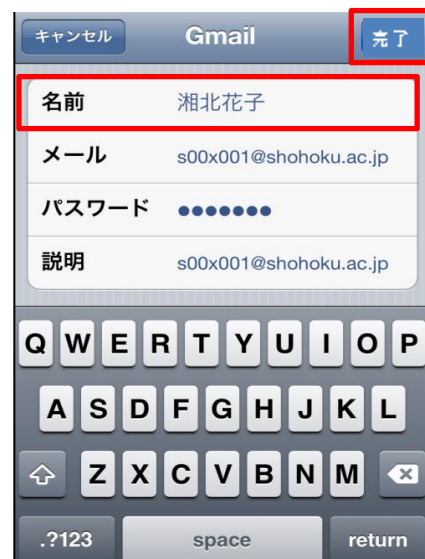 キャンセル Gmail 完了
名前 湘北花子
メール s00x001@shohoku.ac.jp
パスワード ●●●●●●●
説明 s00x001@shohoku.ac.jp
Q W E R T Y U I O P
A S D F G H J K L
Z X C V B N M
.?123 space return